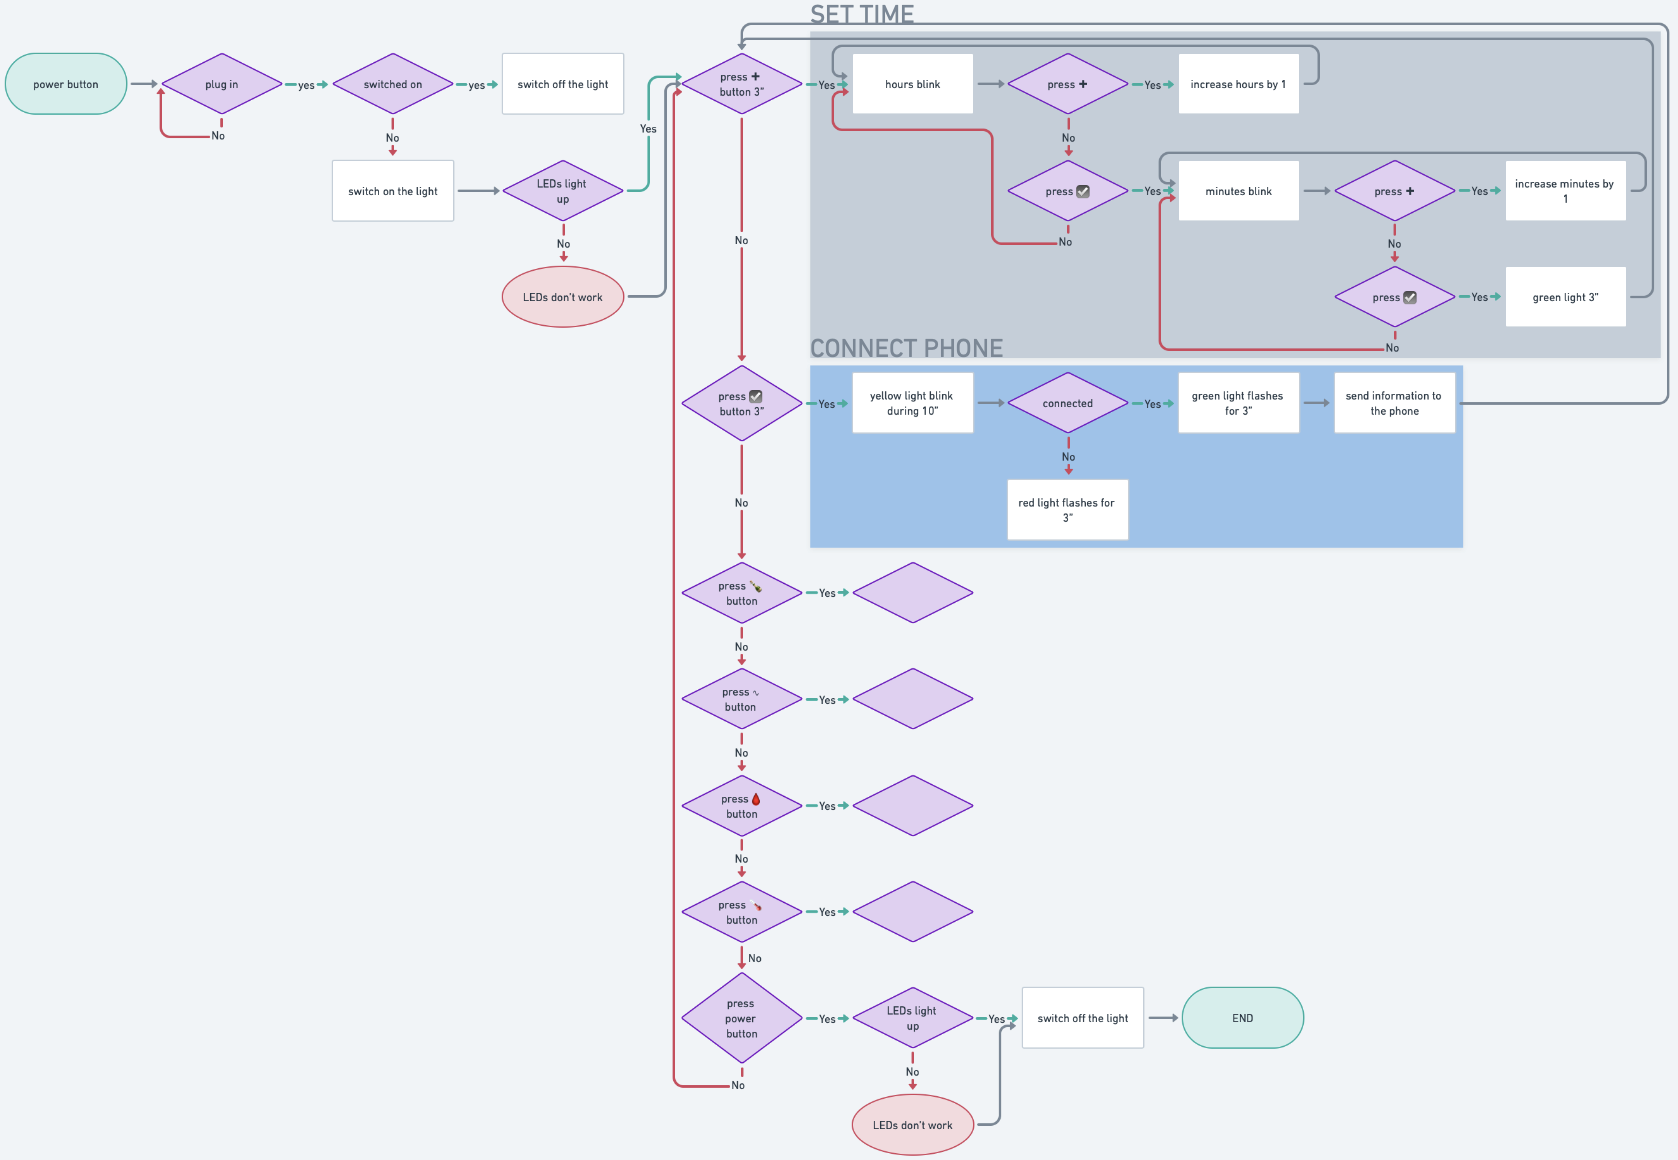 SET TIME
power button
plug in
yes
switched on
yes
switch off the light
No
No
switch on the light
LEDs light
up
Yes
No
LEDs don't work
press ✚
button 3”
Yes
hours blink
press ✚
Yes
increase hours by 1
No
No
press ☑
Yes
minutes blink
press ✚
Yes
increase minutes by
1
No
No
press ☑
Yes
green light 3”
No
CONNECT PHONE
press ☑
button 3”
Yes
yellow light blink
during 10”
connected
Yes
green light flashes
for 3”
send information to
the phone
No
red light flashes for
3”
No
press 🍾
button
Yes
No
press ∿
button
Yes
No
press 🩸
button
Yes
No
press
button
Yes
No
press
power
button
Yes
LEDs light
up
Yes
switch off the light
END
No
No
LEDs don't work